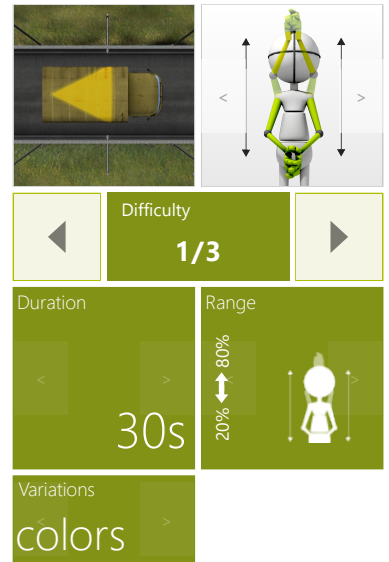 < >
Difficulty
1/3
Duration
< >
30s
Range
20% 80%
< >
Variations
< >
colors